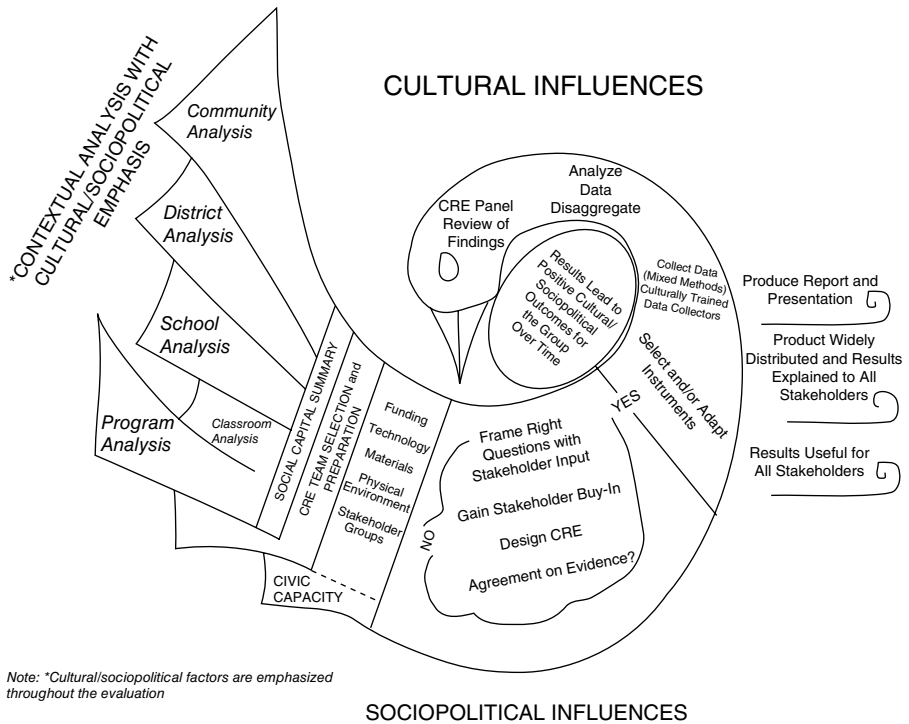 *CONTEXTUAL ANALYSIS WITH
CULTURAL/SOCIOPOLITICAL
EMPHASIS
CULTURAL INFLUENCES
Community
Analysis
District
Analysis
School
Analysis
Program
Analysis
Classroom
Analysis
SOCIAL CAPITAL SUMMARY
CRE TEAM SELECTION and
PREPARATION
Funding
Technology
Materials
Physical
Environment
Stakeholder
Groups
CIVIC
CAPACITY
Frame Right
Questions with
Stakeholder Input
Gain Stakeholder Buy-In
Design CRE
Agreement on Evidence?
NO
YES
Select and/or Adapt
Instruments
Collect Data
(Mixed Methods)
Culturally Trained
Data Collectors
Analyze
Data
Disaggregate
CRE Panel
Review of
Findings
Results Lead to
Positive Cultural/
Sociopolitical
Outcomes for
the Group
Over Time
Produce Report and
Presentation
Product Widely
Distributed and Results
Explained to All
Stakeholders
Results Useful for
All Stakeholders
Note: *Cultural/sociopolitical factors are emphasized
throughout the evaluation
SOCIOPOLITICAL INFLUENCES